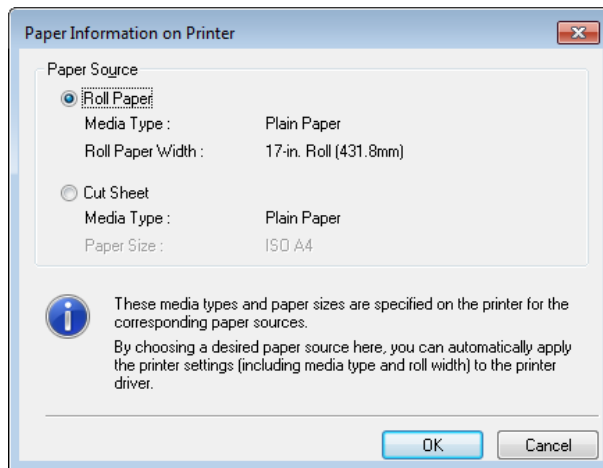 Paper Information on Printer
Paper Source
Roll Paper
Media Type : Plain Paper
Roll Paper Width : 17-in. Roll (431.8mm)
Cut Sheet
Media Type : Plain Paper
Paper Size : ISO A4
These media types and paper sizes are specified on the printer for the
corresponding paper sources.
By choosing a desired paper source here, you can automatically apply
the printer settings (including media type and roll width) to the printer
driver.
OK Cancel